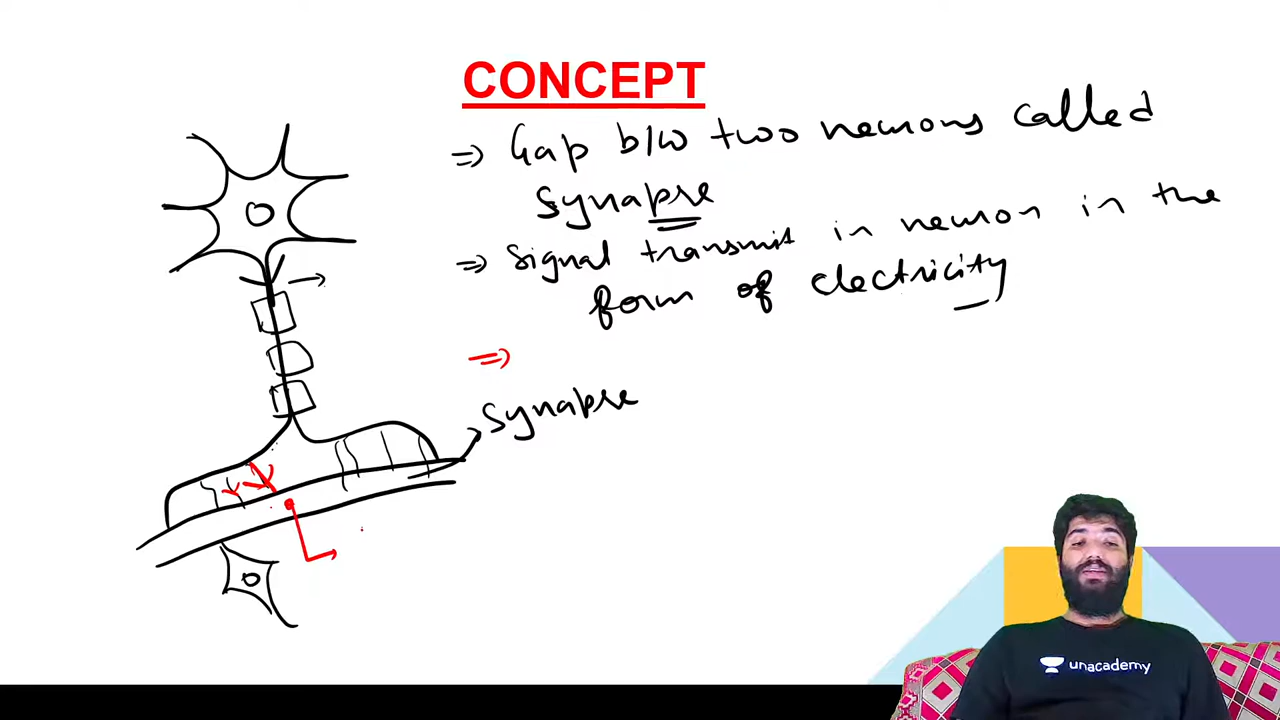 CONCEPT
⇒ Gap b/w two neurons called
Synapse
⇒ Signal transmit in neuron in the
form of electricity
⇒
Synapse
unacademy